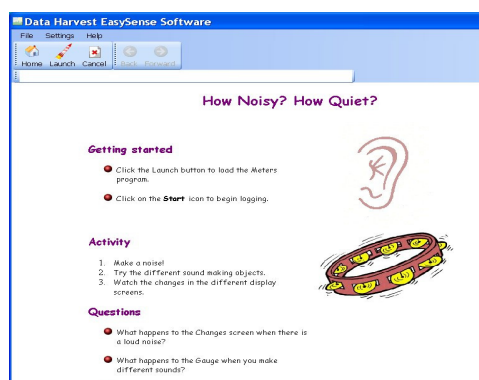 Data Harvest EasySense Software
File Settings Help
Home Launch Cancel Back Forward
How Noisy? How Quiet?
Getting started
Click the Launch button to load the Meters
program.
Click on the Start icon to begin logging.
Activity
1. Make a noise!
2. Try the different sound making objects.
3. Watch the changes in the different display
screens.
Questions
What happens to the Changes screen when there is
a loud noise?
What happens to the Gauge when you make
different sounds?